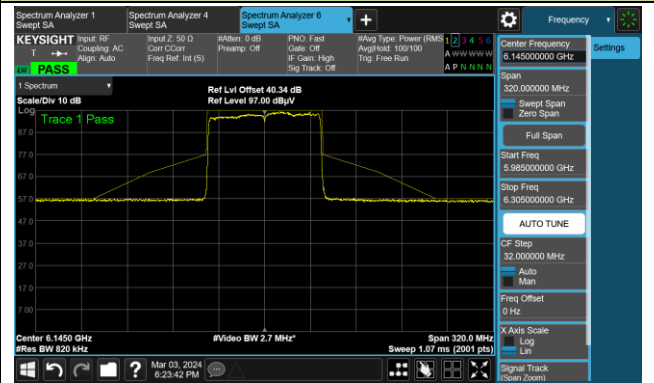 Spectrum Analyzer 1
Swept SA
Spectrum Analyzer 4
Swept SA
Spectrum Analyzer 6
Swept SA
Frequency
KEYSIGHT
Input: RF
Coupling: AC
Align: Auto
Input Z: 50 Ω
Corr CCorr
Freq Ref: Int (S)
#Atten: 0 dB
Preamp: Off
PNO: Fast
Gate: Off
IF Gain: High
Sig Track: Off
#Avg Type: Power (RMS
Avg|Hold: 100/100
Trig: Free Run
1 2 3 4 5 6
A W W W W W
A P N N N N
T
LNI PASS
1 Spectrum
Scale/Div 10 dB
Ref Lvl Offset 40.34 dB
Ref Level 97.00 dBµV
Log
Trace 1 Pass
87.0
77.0
67.0
57.0
47.0
37.0
27.0
17.0
7.00
Center 6.1450 GHz
#Res BW 820 kHz
#Video BW 2.7 MHz*
Span 320.0 MHz
Sweep 1.07 ms (2001 pts)
Mar 03, 2024
6:23:42 PM
Center Frequency
6.145000000 GHz
Settings
Span
320.000000 MHz
Swept Span
Zero Span
Full Span
Start Freq
5.985000000 GHz
Stop Freq
6.305000000 GHz
AUTO TUNE
CF Step
32.000000 MHz
Auto
Man
Freq Offset
0 Hz
X Axis Scale
Log
Lin
Signal Track
(Span Zoom)